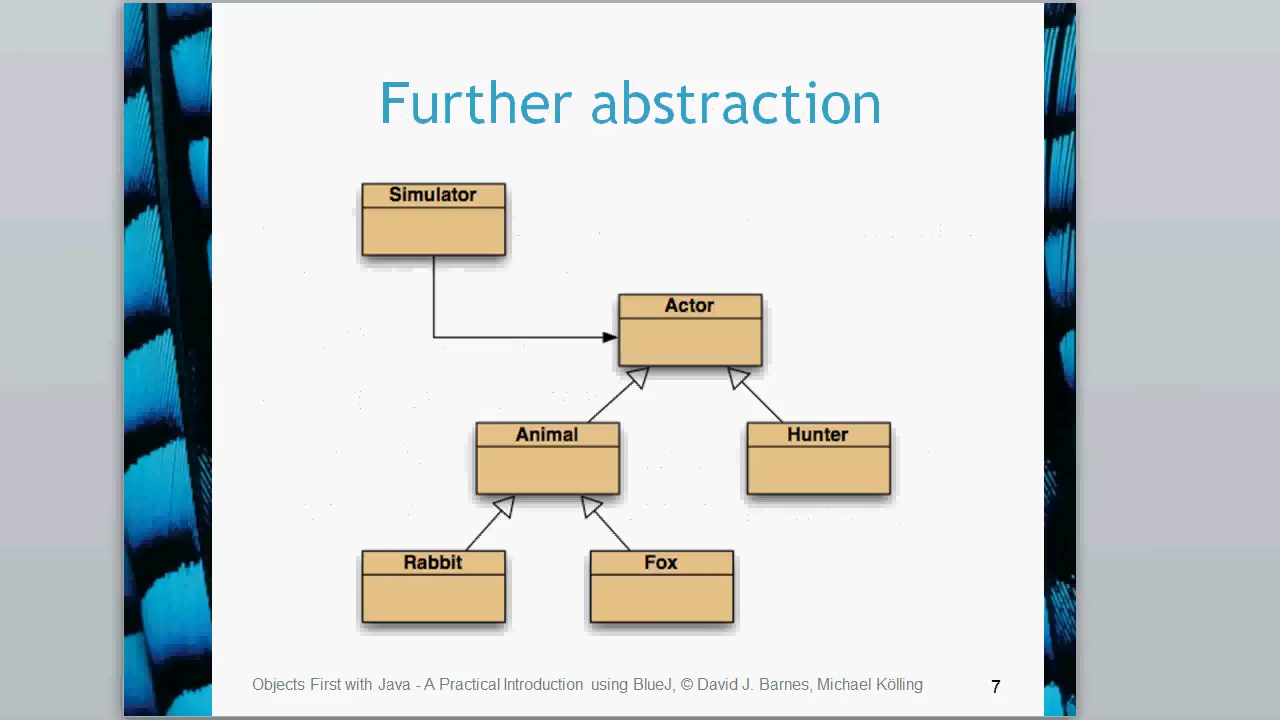 Further abstraction
Simulator
Actor
Animal
Hunter
Rabbit
Fox
Objects First with Java - A Practical Introduction using BlueJ, © David J. Barnes, Michael Kölling
7